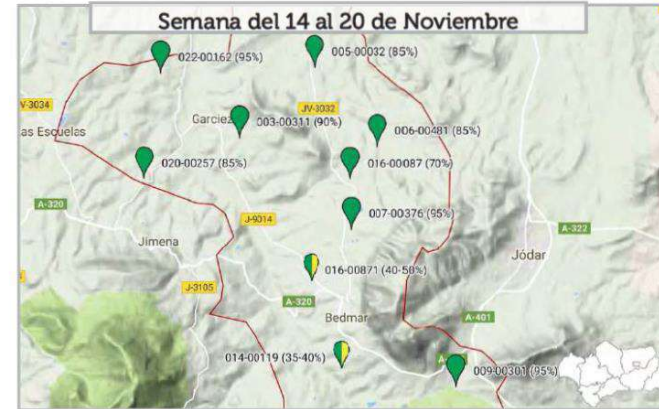 Semana del 14 al 20 de Noviembre
022-00162 (95%)
005-00032 (85%)
V-3034
JV-3032
Garciez
003-00311 (90%)
006-00481 (85%)
as Escuelas
020-00257 (85%)
016-00087 (70%)
A-320
007-00376 (95%)
J-9014
A-322
Jimena
Jódar
016-00871 (40-50%)
J-3105
A-320
Bedmar
A-401
014-00119 (35-40%)
009-00301 (95%)